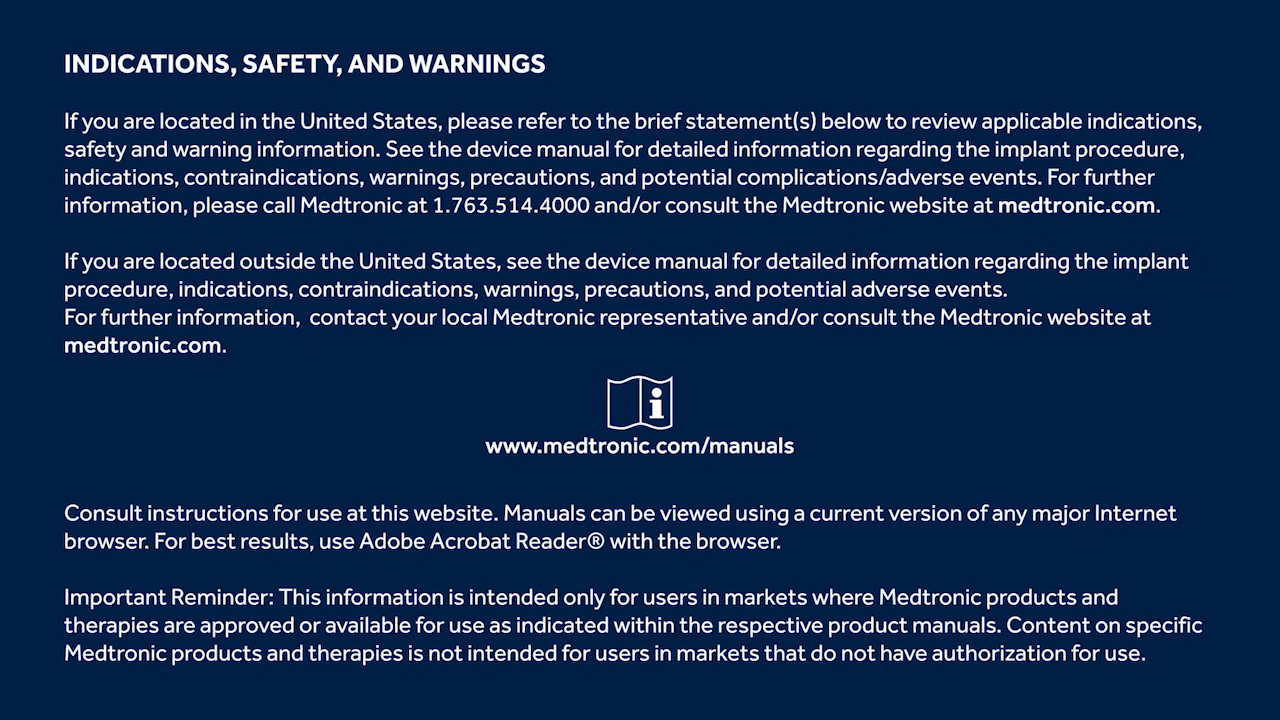 INDICATIONS, SAFETY, AND WARNINGS
If you are located in the United States, please refer to the brief statement(s) below to review applicable indications,
safety and warning information. See the device manual for detailed information regarding the implant procedure,
indications, contraindications, warnings, precautions, and potential complications/adverse events. For further
information, please call Medtronic at 1.763.514.4000 and/or consult the Medtronic website at medtronic.com.
If you are located outside the United States, see the device manual for detailed information regarding the implant
procedure, indications, contraindications, warnings, precautions, and potential adverse events.
For further information,  contact your local Medtronic representative and/or consult the Medtronic website at
medtronic.com.
i
www.medtronic.com/manuals
Consult instructions for use at this website. Manuals can be viewed using a current version of any major Internet
browser. For best results, use Adobe Acrobat Reader® with the browser.
Important Reminder: This information is intended only for users in markets where Medtronic products and
therapies are approved or available for use as indicated within the respective product manuals. Content on specific
Medtronic products and therapies is not intended for users in markets that do not have authorization for use.